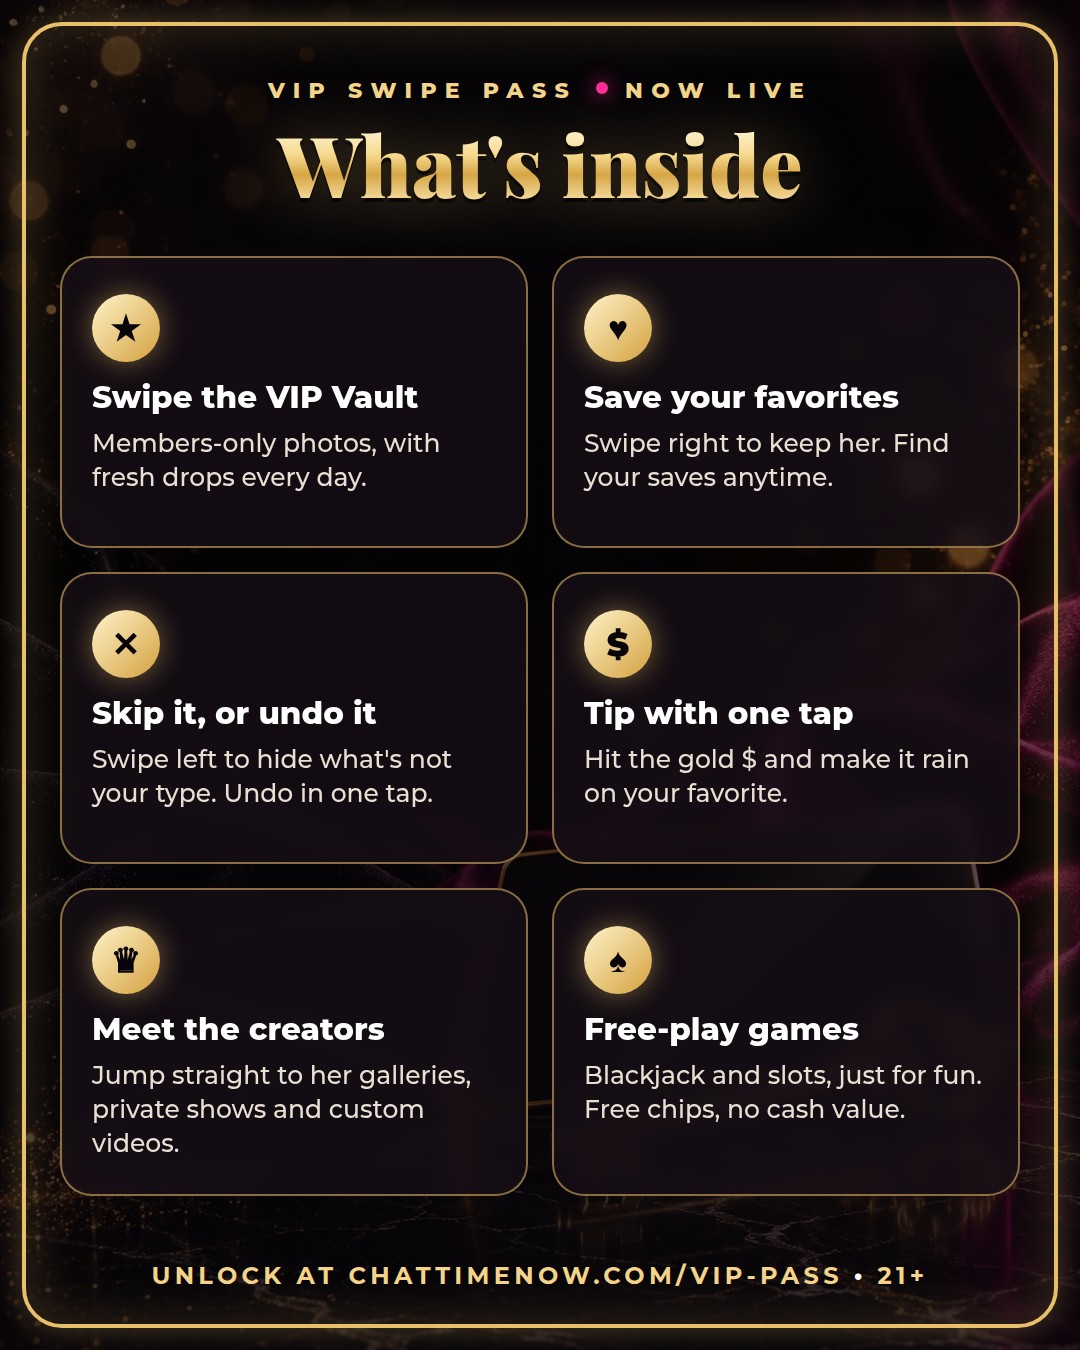 VIP SWIPE PASS • NOW LIVE
What's inside
★
Swipe the VIP Vault
Members-only photos, with
fresh drops every day.
♥
Save your favorites
Swipe right to keep her. Find
your saves anytime.
✕
Skip it, or undo it
Swipe left to hide what's not
your type. Undo in one tap.
$
Tip with one tap
Hit the gold $ and make it rain
on your favorite.
♛
Meet the creators
Jump straight to her galleries,
private shows and custom
videos.
♠
Free-play games
Blackjack and slots, just for fun.
Free chips, no cash value.
UNLOCK AT CHATTIMENOW.COM/VIP-PASS • 21+